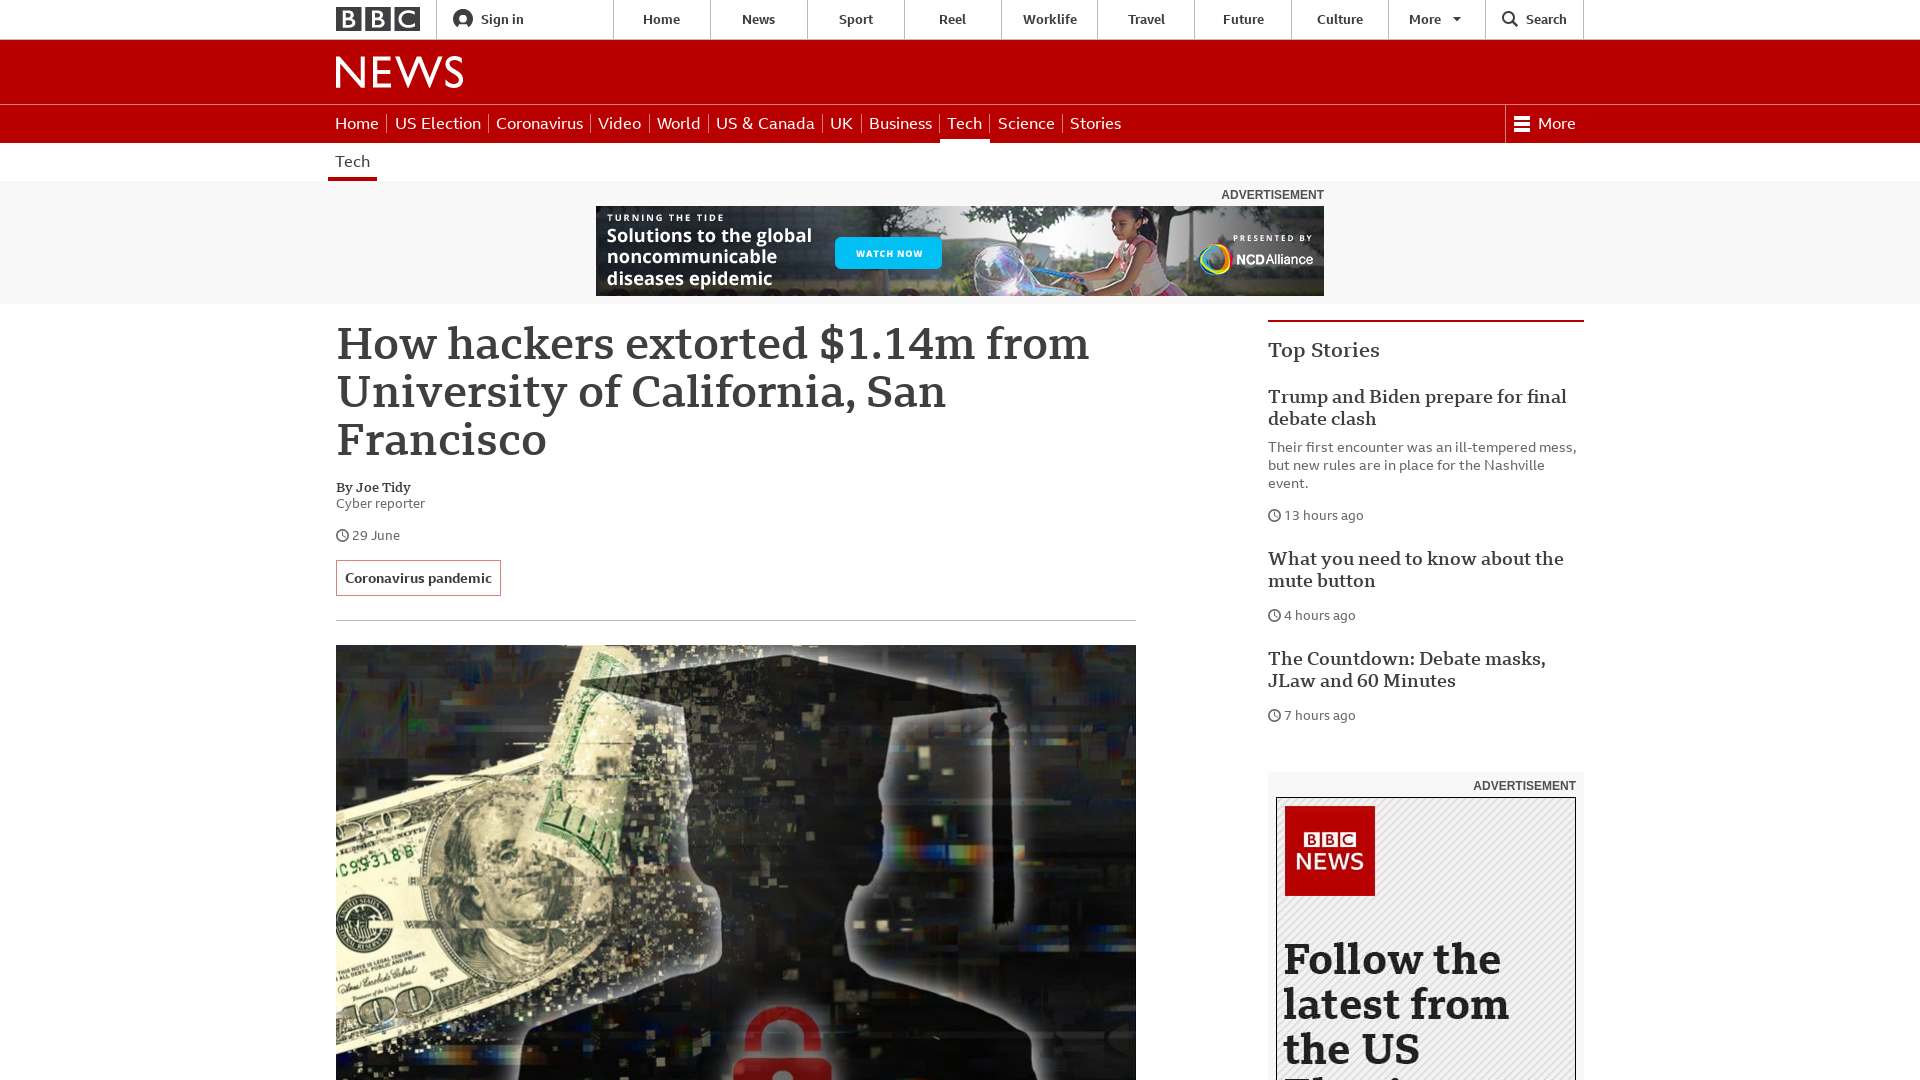 BBC
Sign in
Home
News
Sport
Reel
Worklife
Travel
Future
Culture
More
Search
NEWS
Home
US Election
Coronavirus
Video
World
US & Canada
UK
Business
Tech
Science
Stories
More
Tech
ADVERTISEMENT
TURNING THE TIDE
Solutions to the global
noncommunicable
diseases epidemic
WATCH NOW
PRESENTED BY
NCDAlliance
How hackers extorted $1.14m from
University of California, San
Francisco
By Joe Tidy
Cyber reporter
29 June
Coronavirus pandemic
Top Stories
Trump and Biden prepare for final
debate clash
Their first encounter was an ill-tempered mess,
but new rules are in place for the Nashville
event.
13 hours ago
What you need to know about the
mute button
4 hours ago
The Countdown: Debate masks,
JLaw and 60 Minutes
7 hours ago
ADVERTISEMENT
BBC
NEWS
Follow the
latest from
the US